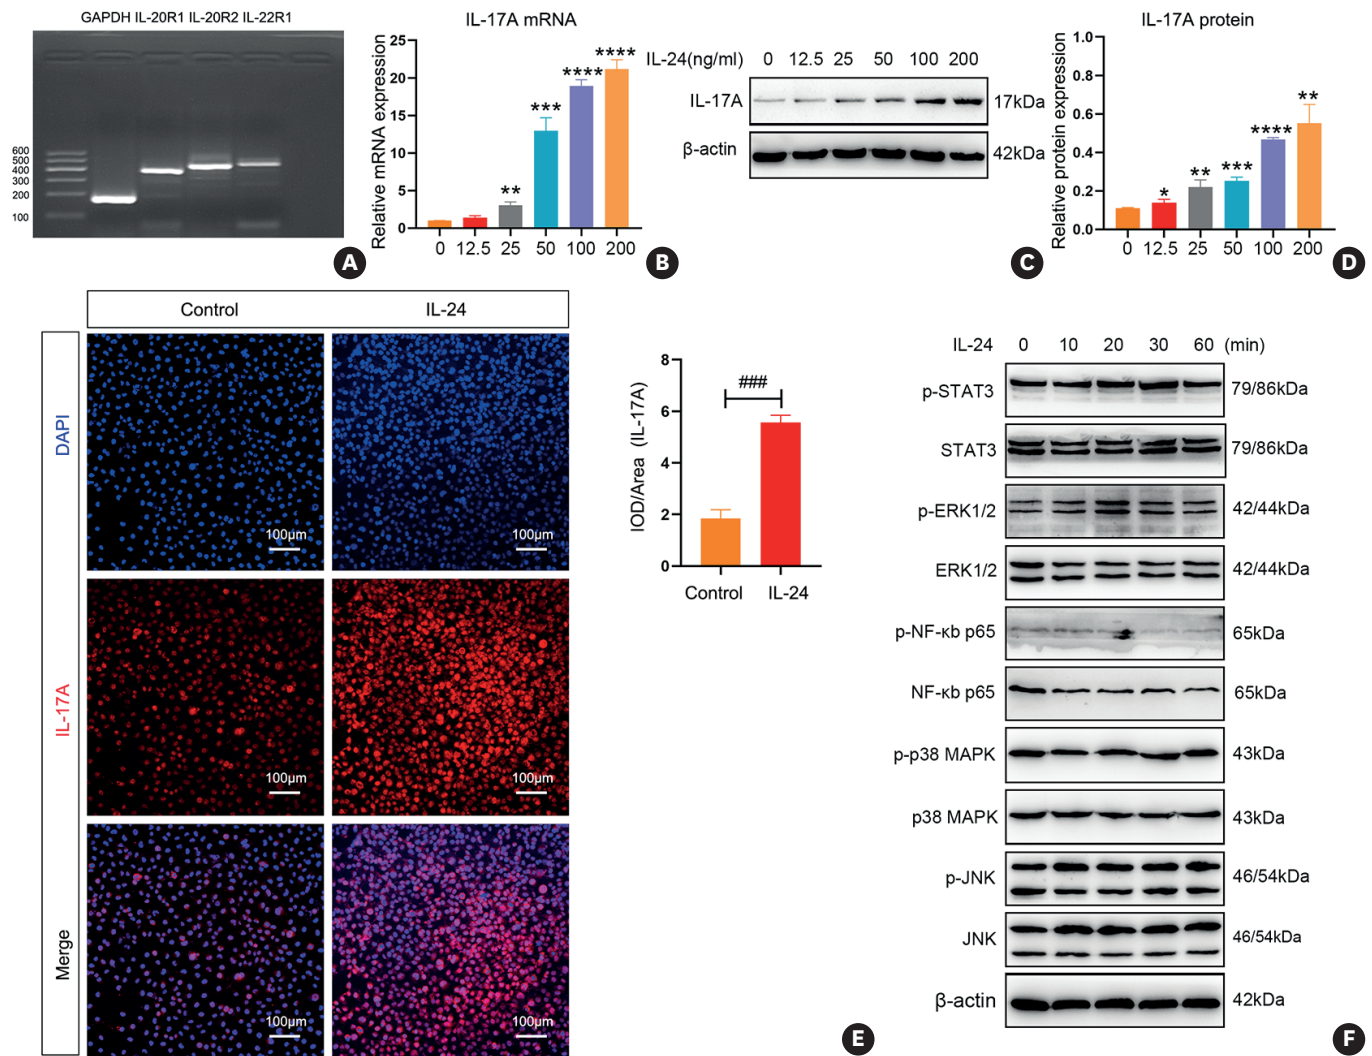 GAPDH IL-20R1 IL-20R2 IL-22R1
600
500
400
300
200
100
A
IL-17A mRNA
Relative mRNA expression
25
20
15
10
5
0
**
***
****
****
0 12.5 25 50 100 200
B
IL-24(ng/ml) 0 12.5 25 50 100 200
IL-17A 17kDa
β-actin 42kDa
C
IL-17A protein
Relative protein expression
1.0
0.8
0.6
0.4
0.2
0.0
*
**
***
****
**
0 12.5 25 50 100 200
D
Control IL-24
DAPI
100μm 100μm
IL-17A
100μm 100μm
Merge
100μm 100μm
IOD/Area (IL-17A)
8
6
4
2
0
###
Control IL-24
E
IL-24 0 10 20 30 60 (min)
p-STAT3 79/86kDa
STAT3 79/86kDa
p-ERK1/2 42/44kDa
ERK1/2 42/44kDa
p-NF-κb p65 65kDa
NF-κb p65 65kDa
p-p38 MAPK 43kDa
p38 MAPK 43kDa
p-JNK 46/54kDa
JNK 46/54kDa
β-actin 42kDa
F